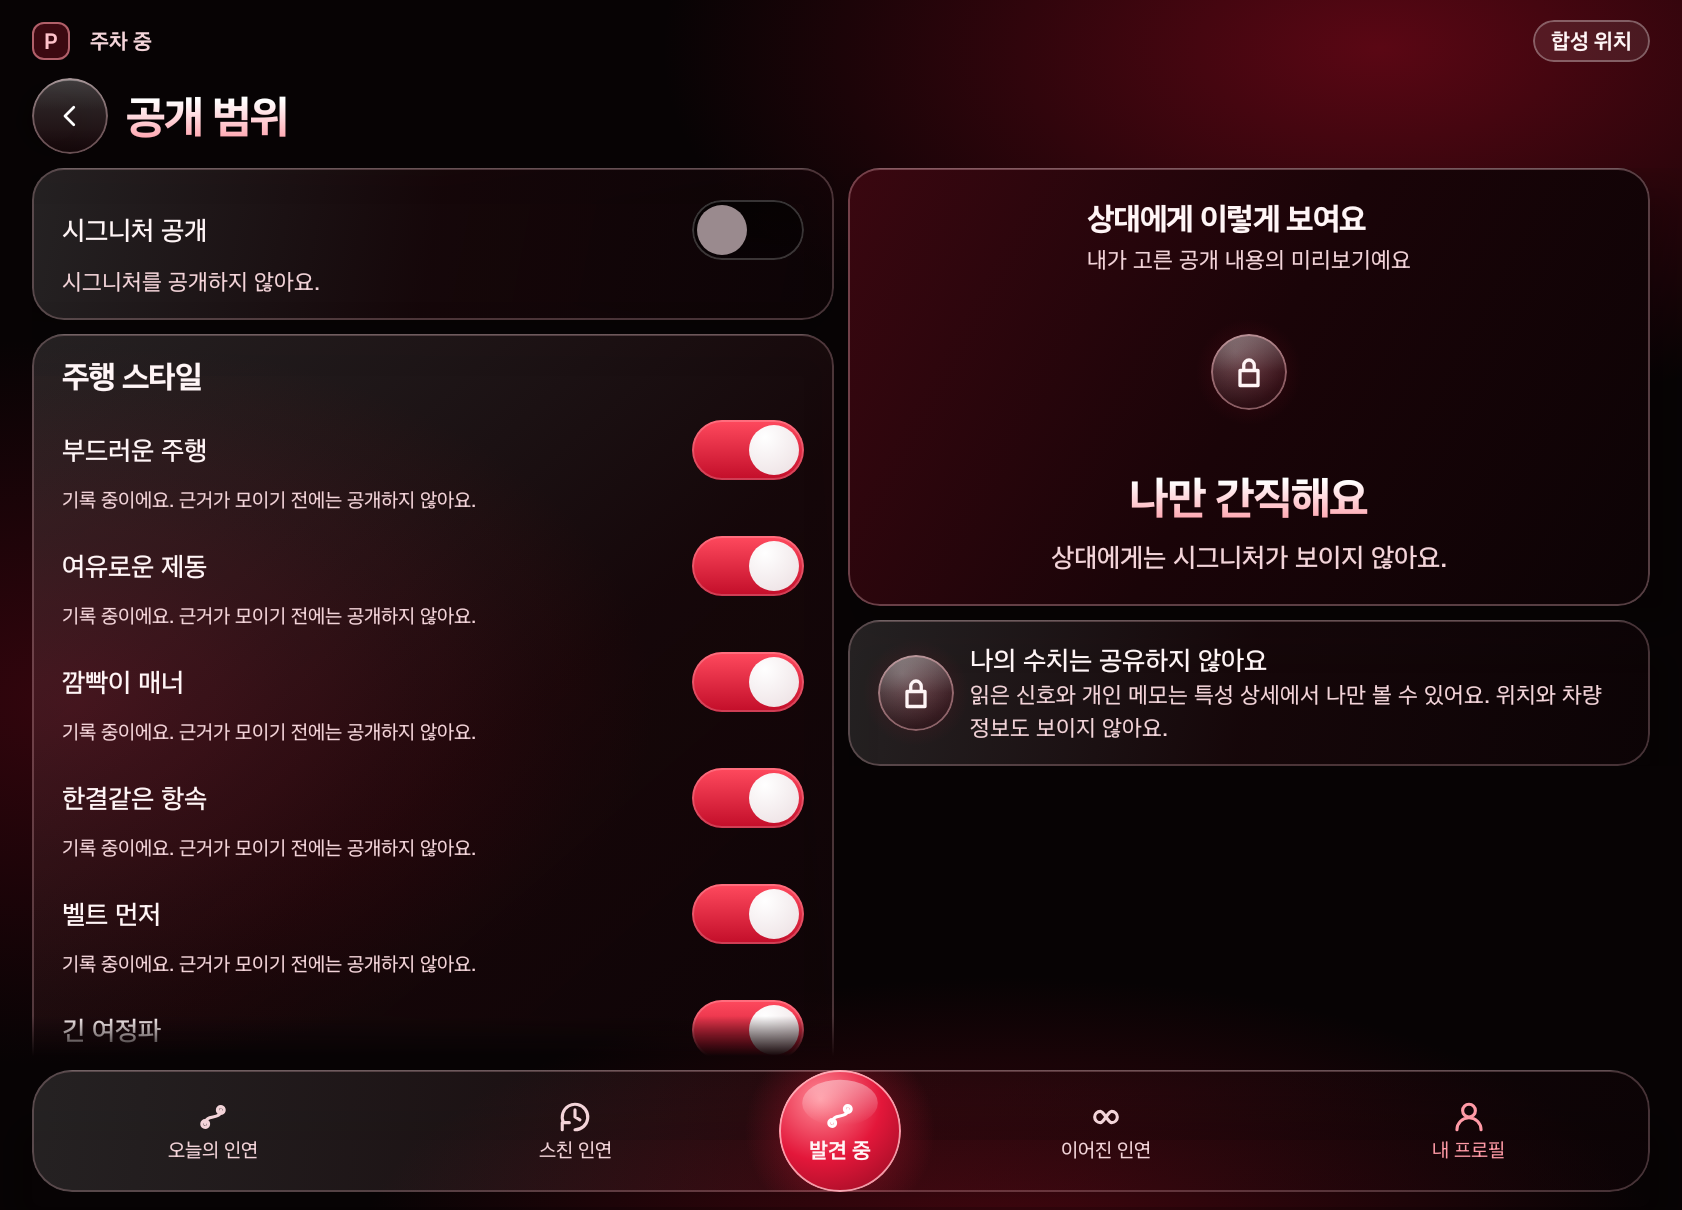 P 주차 중
합성 위치
공개 범위
시그니처 공개
시그니처를 공개하지 않아요.
주행 스타일
부드러운 주행
기록 중이에요. 근거가 모이기 전에는 공개하지 않아요.
여유로운 제동
기록 중이에요. 근거가 모이기 전에는 공개하지 않아요.
깜빡이 매너
기록 중이에요. 근거가 모이기 전에는 공개하지 않아요.
한결같은 항속
기록 중이에요. 근거가 모이기 전에는 공개하지 않아요.
벨트 먼저
기록 중이에요. 근거가 모이기 전에는 공개하지 않아요.
긴 여정파
상대에게 이렇게 보여요
내가 고른 공개 내용의 미리보기예요
나만 간직해요
상대에게는 시그니처가 보이지 않아요.
나의 수치는 공유하지 않아요
읽은 신호와 개인 메모는 특성 상세에서 나만 볼 수 있어요. 위치와 차량
정보도 보이지 않아요.
오늘의 인연
스친 인연
발견 중
이어진 인연
내 프로필